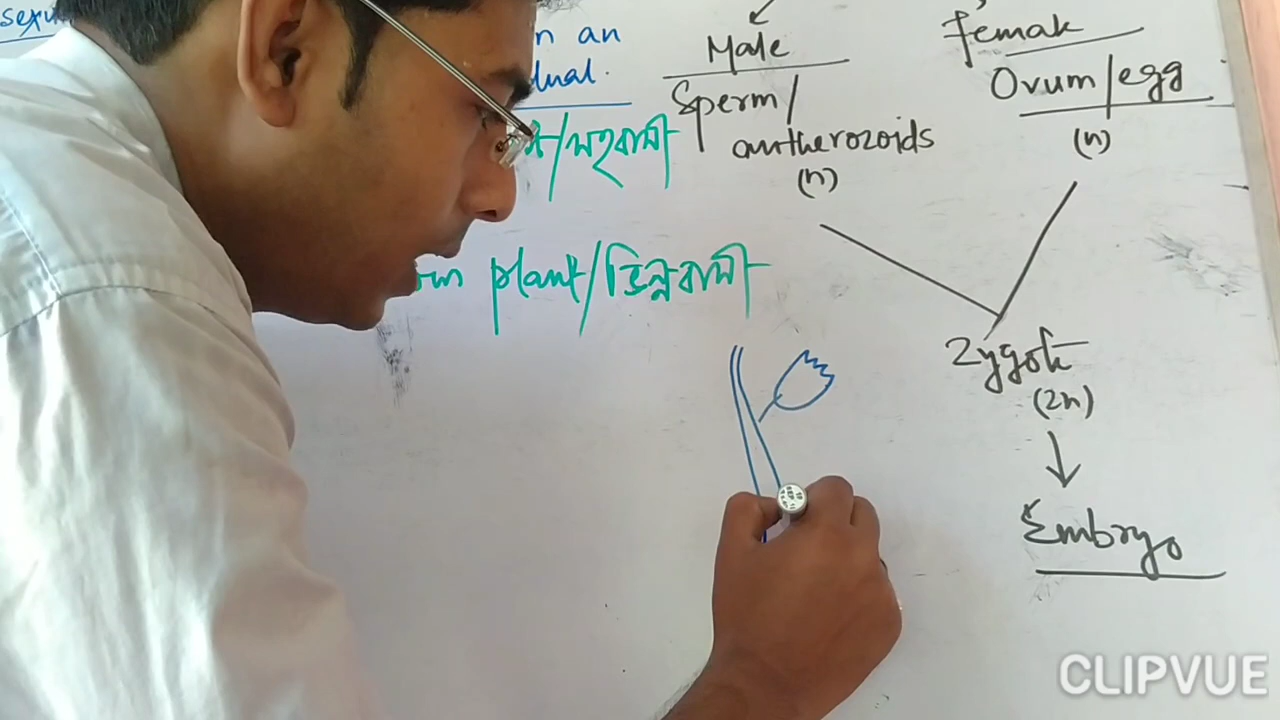 n an
dual.
Male
Sperm/
antherozoids
(n)
Female
Ovum/egg
(n)
/সহবাসী
plant/ভিন্নবাসী
Zygote
(2n)
Embryo
CLIPVUE